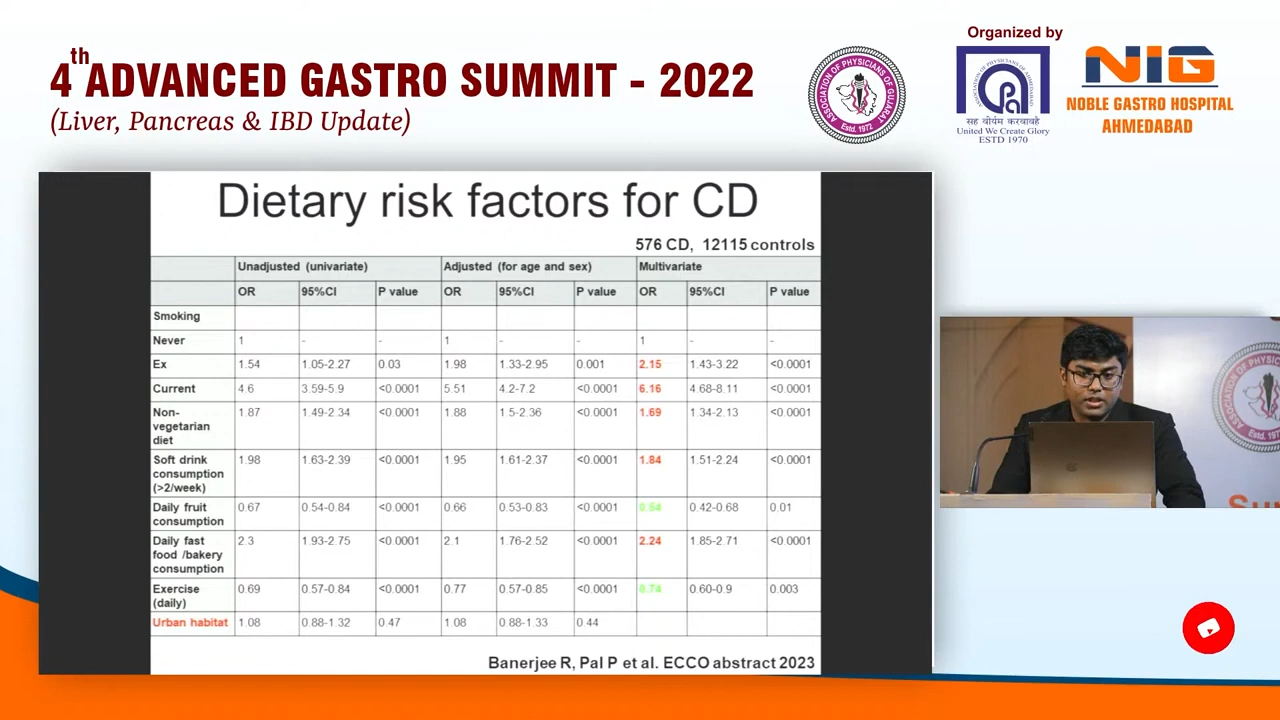 4th ADVANCED GASTRO SUMMIT - 2022
(Liver, Pancreas & IBD Update)
Organized by
ASSOCIATION OF PHYSICIANS OF GUJARAT
Estd. 1972
सह वीर्यम करवावहै
United We Create Glory
ESTD 1970
NIG
NOBLE GASTRO HOSPITAL
AHMEDABAD
Dietary risk factors for CD
576 CD, 12115 controls
Unadjusted (univariate) Adjusted (for age and sex) Multivariate
OR 95%CI P value OR 95%CI P value OR 95%CI P value
Smoking
Never 1 - - 1 - - 1 - -
Ex 1.54 1.05-2.27 0.03 1.98 1.33-2.95 0.001 2.15 1.43-3.22 <0.0001
Current 4.6 3.59-5.9 <0.0001 5.51 4.2-7.2 <0.0001 6.16 4.68-8.11 <0.0001
Non- 1.87 1.49-2.34 <0.0001 1.88 1.5-2.36 <0.0001 1.69 1.34-2.13 <0.0001
vegetarian
diet
Soft drink 1.98 1.63-2.39 <0.0001 1.95 1.61-2.37 <0.0001 1.84 1.51-2.24 <0.0001
consumption
(>2/week)
Daily fruit 0.67 0.54-0.84 <0.0001 0.66 0.53-0.83 <0.0001 0.42-0.68 0.01
consumption
Daily fast 2.3 1.93-2.75 <0.0001 2.1 1.76-2.52 <0.0001 2.24 1.85-2.71 <0.0001
food /bakery
consumption
Exercise 0.69 0.57-0.84 <0.0001 0.77 0.57-0.85 <0.0001 0.74 0.60-0.9 0.003
(daily)
Urban habitat 1.08 0.88-1.32 0.47 1.08 0.88-1.33 0.44
Banerjee R, Pal P et al. ECCO abstract 2023